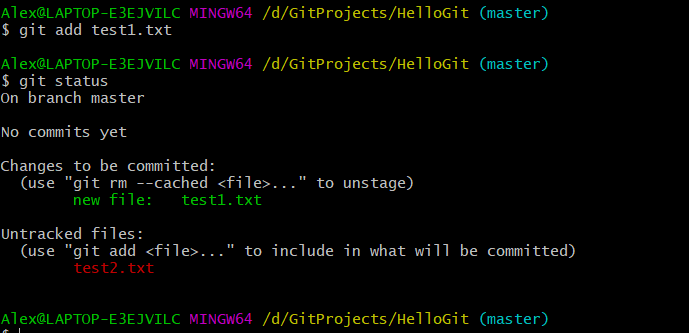 Alex@LAPTOP-E3EJVILC MINGW64 /d/GitProjects/HelloGit (master)
$ git add test1.txt
Alex@LAPTOP-E3EJVILC MINGW64 /d/GitProjects/HelloGit (master)
$ git status
On branch master
No commits yet
Changes to be committed:
(use "git rm --cached <file>..." to unstage)
new file:   test1.txt
Untracked files:
(use "git add <file>..." to include in what will be committed)
test2.txt
Alex@LAPTOP-E3EJVILC MINGW64 /d/GitProjects/HelloGit (master)
$